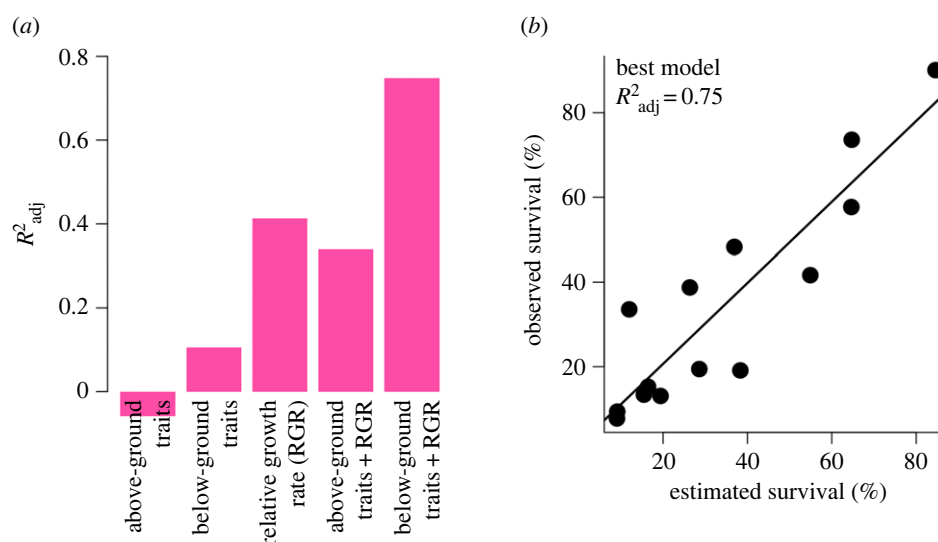 (a)
0.8
0.6
0.4
0.2
0
R²adj
above-ground
traits
below-ground
traits
relative growth
rate (RGR)
above-ground
traits + RGR
below-ground
traits + RGR
(b)
best model
R²adj = 0.75
80
60
40
20
observed survival (%)
20 40 60 80
estimated survival (%)